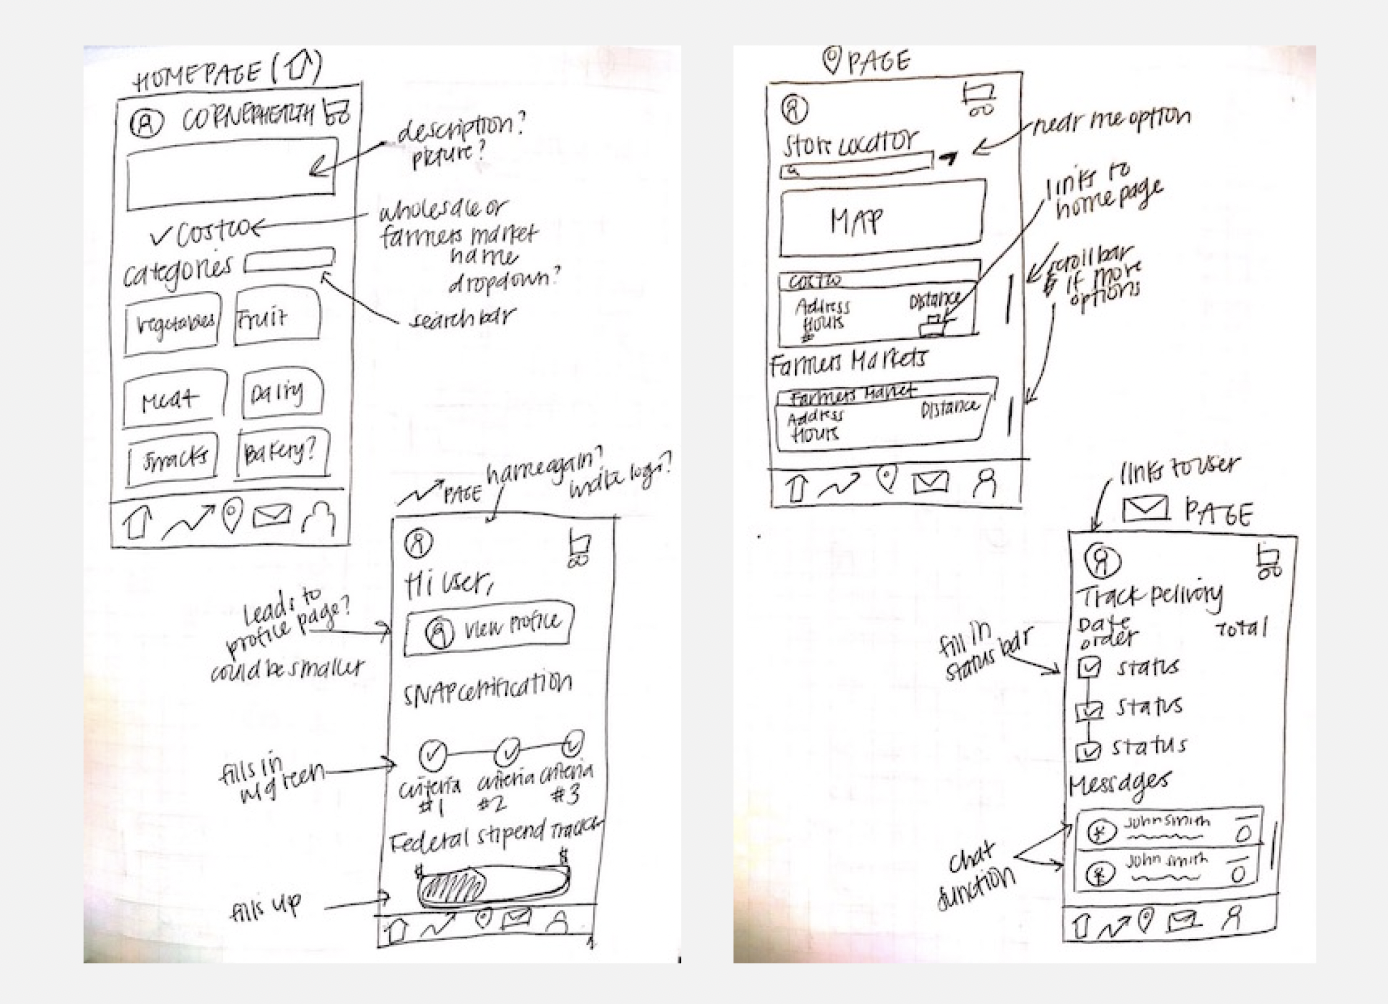 HOMEPAGE ( )
CORNERHEALTH
description?
picture?
✓ Costco
wholesale or
farmers market
name
dropdown?
categories
search bar
vegetables
Fruit
Meat
Dairy
Snacks
Bakery?
PAGE
name again?
make logo?
Hi user,
Leads to
profile page?
could be smaller
View Profile
SNAP certification
fills in
w/ green
criteria
#1
criteria
#2
criteria
#3
Federal Stipend Tracker
$
$
fills up
PAGE
Store Locator
near me option
links to
home page
MAP
scroll bar
if more
options
Costco
Address
Hours
#
Distance
Farmers Markets
Farmers Market
Address
Hours
Distance
links to user
PAGE
Track Delivery
Date
order
Total
fill in
status bar
status
status
status
Messages
John Smith
John Smith
chat
function